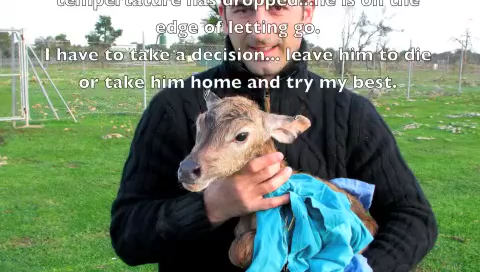 tempertature has dropped...he is on the
edge of letting go.
I have to take a decision... leave him to die
or take him home and try my best.